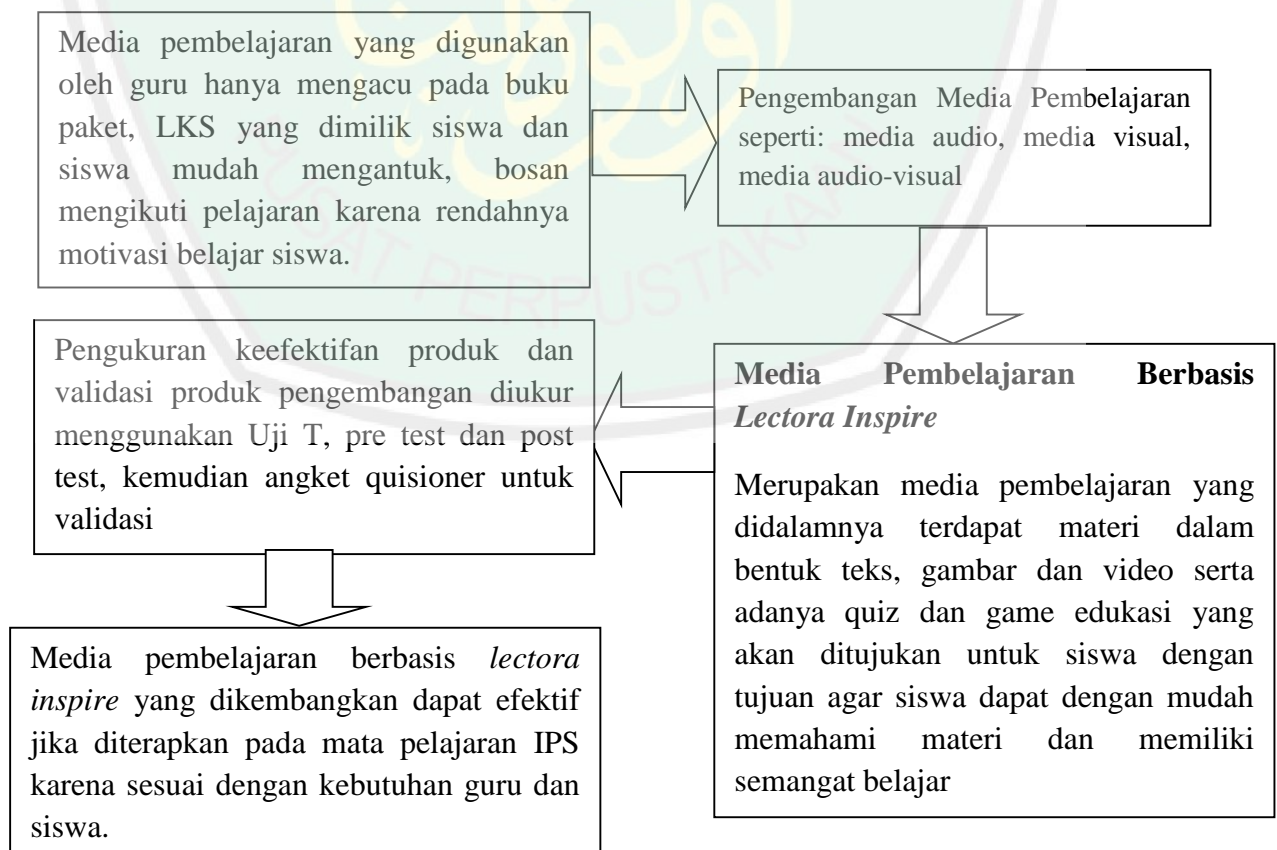 Media pembelajaran yang digunakan
oleh guru hanya mengacu pada buku
paket, LKS yang dimilik siswa dan
siswa mudah mengantuk, bosan
mengikuti pelajaran karena rendahnya
motivasi belajar siswa.
Pengembangan Media Pembelajaran
seperti: media audio, media visual,
media audio-visual
Media Pembelajaran Berbasis
Lectora Inspire
Merupakan media pembelajaran yang
didalamnya terdapat materi dalam
bentuk teks, gambar dan video serta
adanya quiz dan game edukasi yang
akan ditujukan untuk siswa dengan
tujuan agar siswa dapat dengan mudah
memahami materi dan memiliki
semangat belajar
Pengukuran keefektifan produk dan
validasi produk pengembangan diukur
menggunakan Uji T, pre test dan post
test, kemudian angket quisioner untuk
validasi
Media pembelajaran berbasis lectora
inspire yang dikembangkan dapat efektif
jika diterapkan pada mata pelajaran IPS
karena sesuai dengan kebutuhan guru dan
siswa.
PUSAT PERPUSTAKAAN